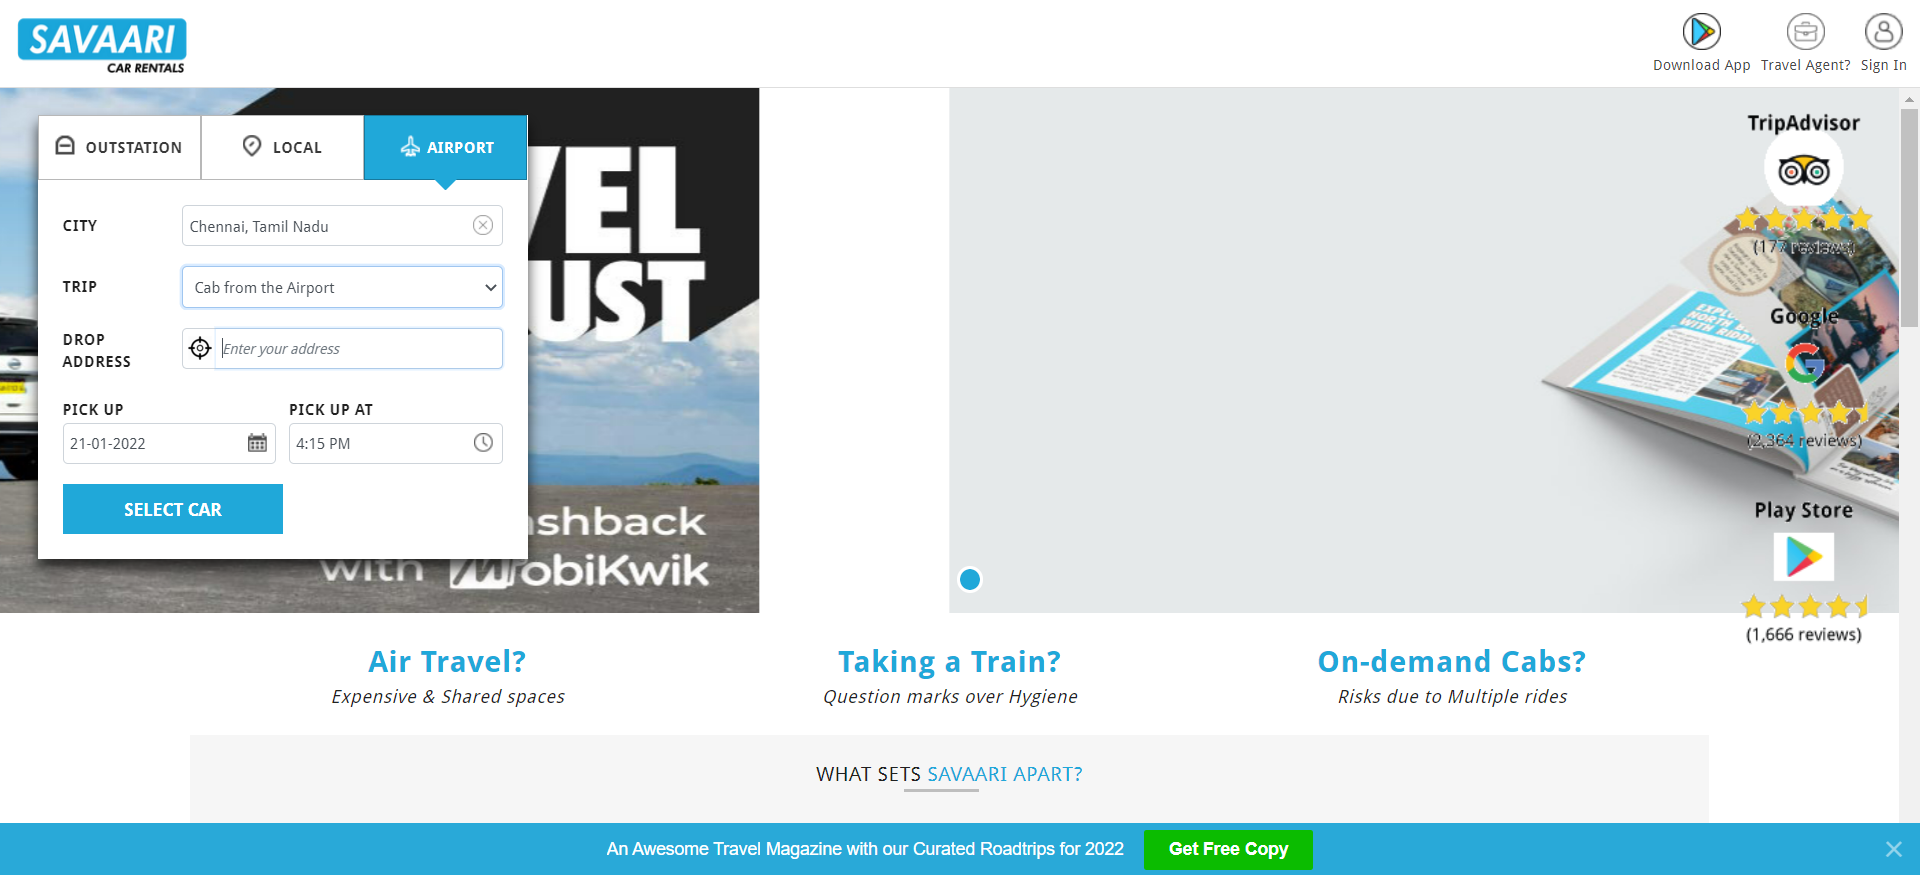 SAVAARI
CAR RENTALS
Download App
Travel Agent?
Sign In
OUTSTATION
LOCAL
AIRPORT
CITY
Chennai, Tamil Nadu
TRIP
Cab from the Airport
DROP
ADDRESS
Enter your address
PICK UP
PICK UP AT
21-01-2022
4:15 PM
SELECT CAR
VEL
UST
ashback
with MobiKwik
TripAdvisor
(177 reviews)
Google
(2,364 reviews)
Play Store
(1,666 reviews)
Air Travel?
Expensive & Shared spaces
Taking a Train?
Question marks over Hygiene
On-demand Cabs?
Risks due to Multiple rides
WHAT SETS SAVAARI APART?
An Awesome Travel Magazine with our Curated Roadtrips for 2022
Get Free Copy